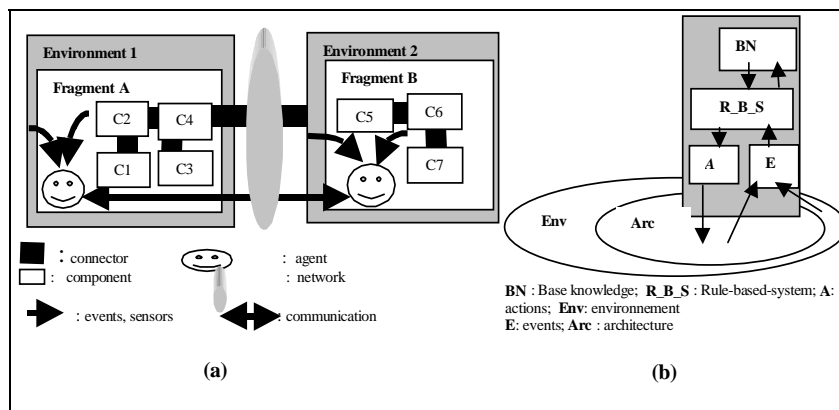 Environment 1
Fragment A
C2
C4
C1
C3
Environment 2
Fragment B
C5
C6
C7
: connector
: agent
: component
: network
: events, sensors
: communication
(a)
BN
R_B_S
A
E
Env
Arc
BN : Base knowledge; R_B_S : Rule-based-system; A:
actions; Env: environnement
E: events; Arc : architecture
(b)